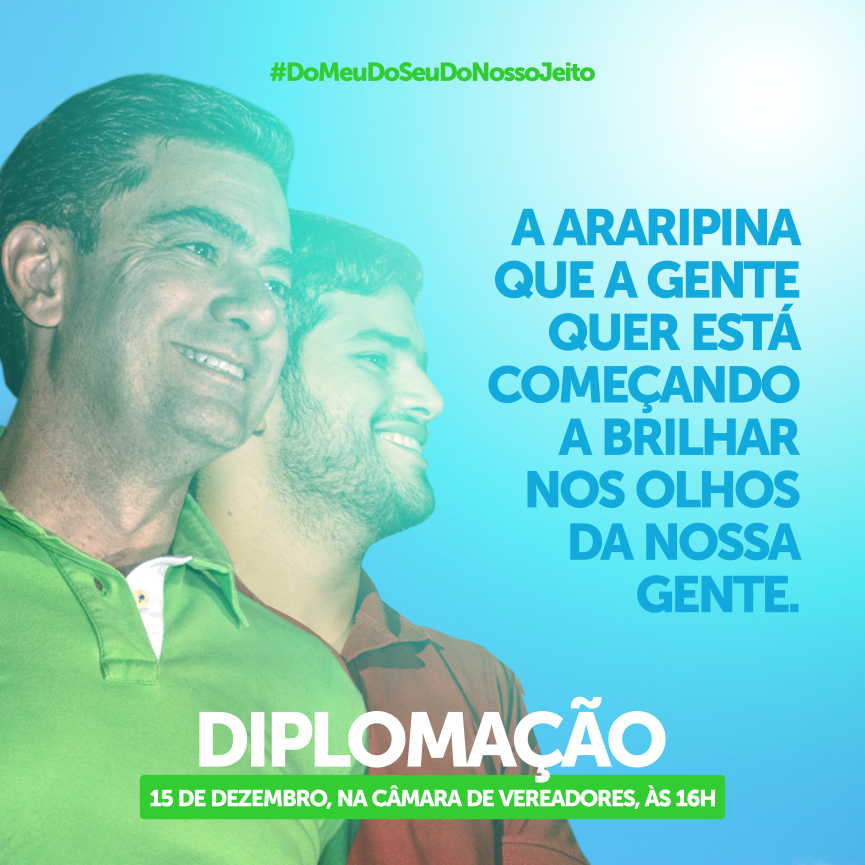 #DoMeuDoSeuDoNossoJeito
A ARARIPINA
QUE A GENTE
QUER ESTÁ
COMEÇANDO
A BRILHAR
NOS OLHOS
DA NOSSA
GENTE.
DIPLOMAÇÃO
15 DE DEZEMBRO, NA CÂMARA DE VEREADORES, ÀS 16H